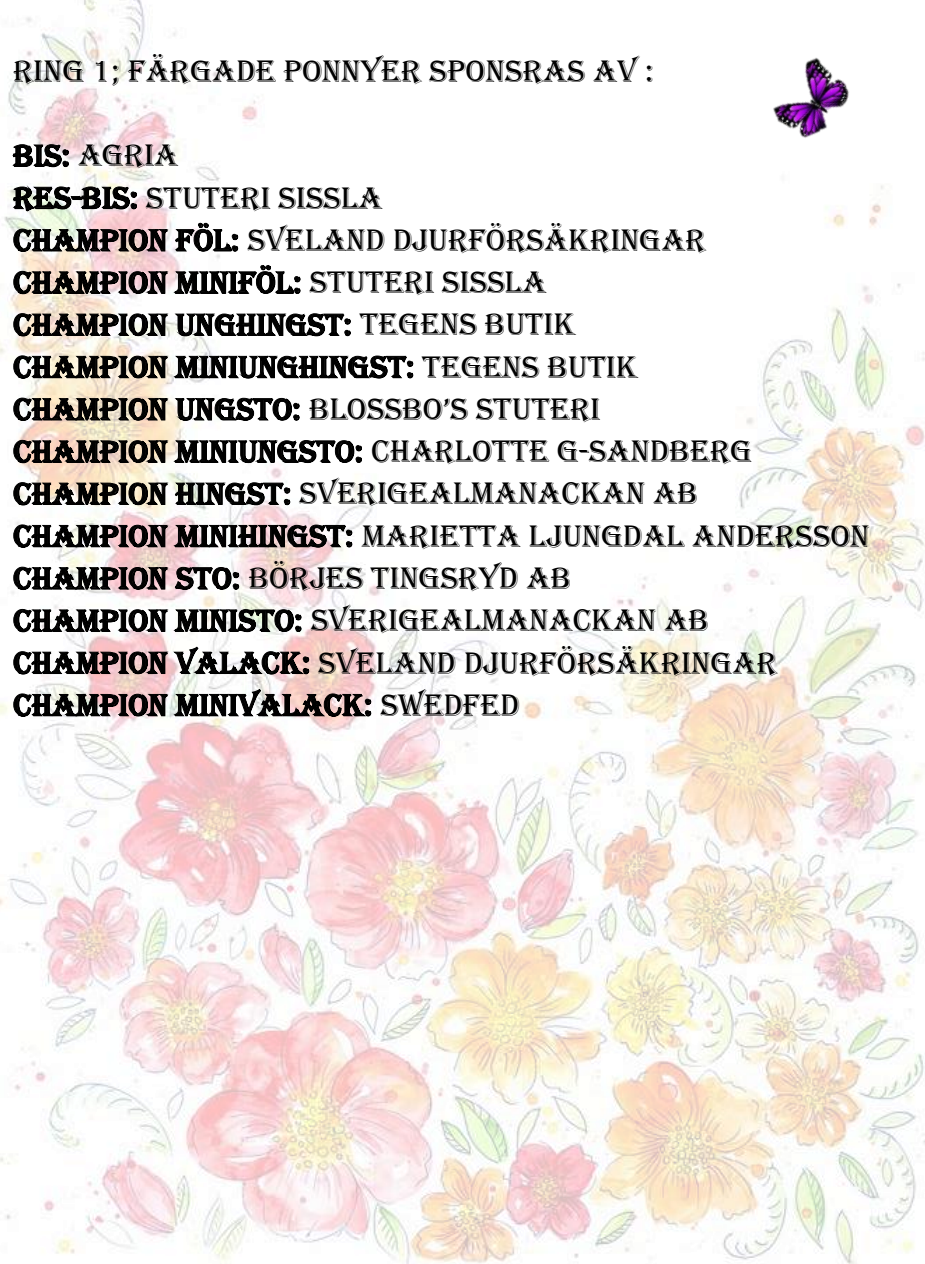 RING 1; FÄRGADE PONNYER SPONSRAS AV :
BIS: AGRIA
RES-BIS: STUTERI SISSLA
CHAMPION FÖL: SVELAND DJURFÖRSÄKRINGAR
CHAMPION MINIFÖL: STUTERI SISSLA
CHAMPION UNGHINGST: TEGENS BUTIK
CHAMPION MINIUNGHINGST: TEGENS BUTIK
CHAMPION UNGSTO: BLOSSBO’S STUTERI
CHAMPION MINIUNGSTO: CHARLOTTE G-SANDBERG
CHAMPION HINGST: SVERIGEALMANACKAN AB
CHAMPION MINIHINGST: MARIETTA LJUNGDAL ANDERSSON
CHAMPION STO: BÖRJES TINGSRYD AB
CHAMPION MINISTO: SVERIGEALMANACKAN AB
CHAMPION VALACK: SVELAND DJURFÖRSÄKRINGAR
CHAMPION MINIVALACK: SWEDFED